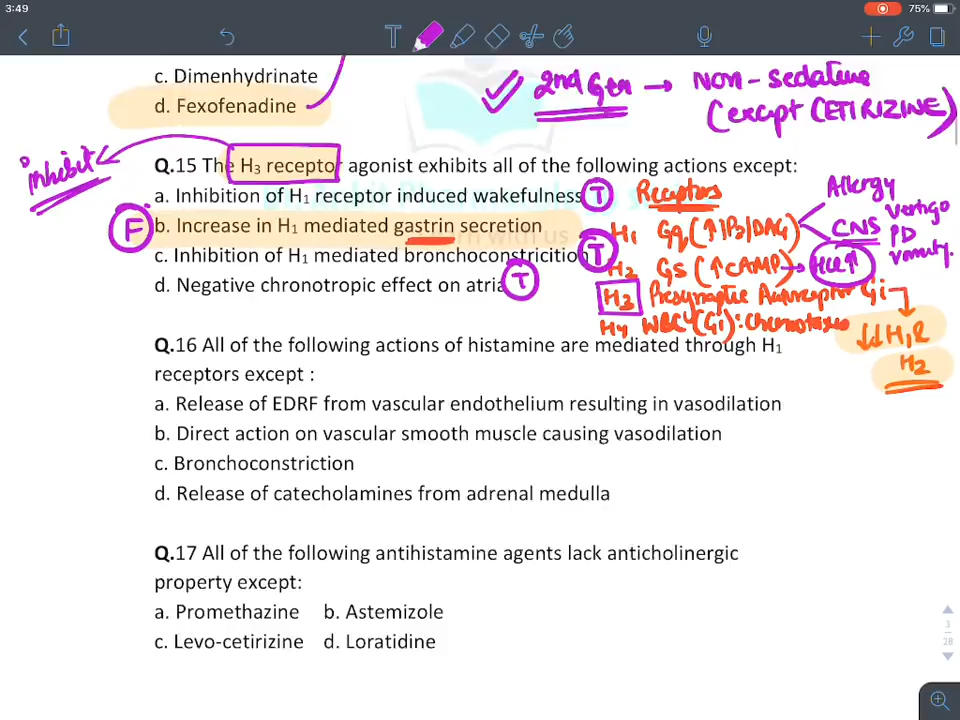 3:49
75%
T
c. Dimenhydrinate
d. Fexofenadine
2nd Gen → Non-Sedative
(except CETIRIZINE)
inhibit
Q.15 The H3 receptor agonist exhibits all of the following actions except:
a. Inhibition of H1 receptor induced wakefulness T
F b. Increase in H1 mediated gastrin secretion
c. Inhibition of H1 mediated bronchoconstricition T
d. Negative chronotropic effect on atria T
Receptors
H1 Gq (↑IP3/DAG)
Allergy
CNS
Vertigo
PD
Vomity.
H2 GS (↑CAMP) → HCl↑
H3 Presynaptic Autoreceptor Gi
H4 WBC (Gi): Chemotaxis
↓↓ H1R
H2
Q.16 All of the following actions of histamine are mediated through H1
receptors except :
a. Release of EDRF from vascular endothelium resulting in vasodilation
b. Direct action on vascular smooth muscle causing vasodilation
c. Bronchoconstriction
d. Release of catecholamines from adrenal medulla
Q.17 All of the following antihistamine agents lack anticholinergic
property except:
a. Promethazine b. Astemizole
c. Levo-cetirizine d. Loratidine
3
28